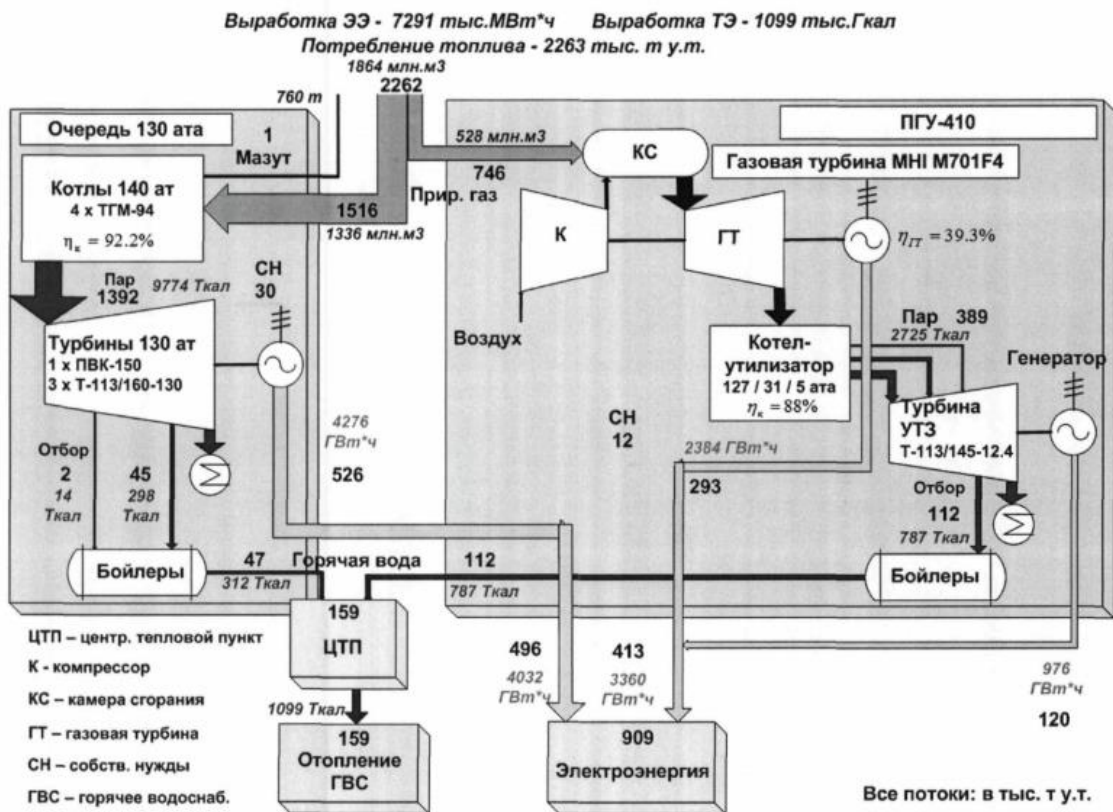 Выработка ЭЭ - 7291 тыс.МВт*ч Выработка ТЭ - 1099 тыс.Гкал
Потребление топлива - 2263 тыс. т у.т.
1864 млн.м3
2262
760 т
Очередь 130 ата
1
Мазут
Котлы 140 ат
4 x ТГМ-94
ηк = 92.2%
1516
1336 млн.м3
Прир. газ
528 млн.м3
746
ПГУ-410
КС
Газовая турбина MHI M701F4
К
ГТ
ηГТ = 39.3%
Пар
1392
9774 Ткал
СН
30
Турбины 130 ат
1 x ПВК-150
3 x Т-113/160-130
Воздух
Котел-
утилизатор
127 / 31 / 5 ата
ηк = 88%
Пар 389
2725 Ткал
Генератор
Турбина
УТЗ
Т-113/145-12.4
Отбор
2
14
Ткал
45
298
Ткал
4276
ГВт*ч
526
СН
12
2384 ГВт*ч
293
Отбор
112
787 Ткал
Бойлеры
47
312 Ткал
Горячая вода
112
787 Ткал
Бойлеры
159
ЦТП
496
4032
ГВт*ч
413
3360
ГВт*ч
976
ГВт*ч
120
1099 Ткал
159
Отопление
ГВС
909
Электроэнергия
ЦТП – центр. тепловой пункт
К - компрессор
КС – камера сгорания
ГТ – газовая турбина
СН – собств. нужды
ГВС – горячее водоснаб.
Все потоки: в тыс. т у.т.